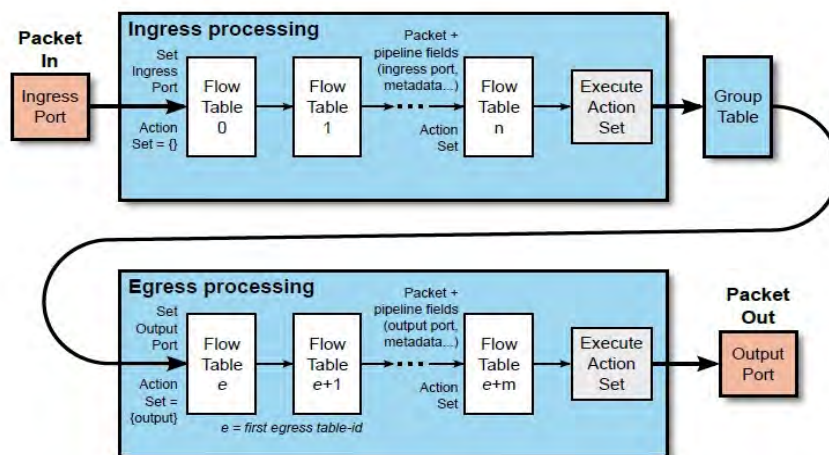 Ingress processing
Packet
In
Ingress
Port
Set
Ingress
Port
Action
Set = {}
Flow
Table
0
Flow
Table
1
Packet +
pipeline fields
(ingress port,
metadata...)
Action
Set
Flow
Table
n
Execute
Action
Set
Group
Table
Egress processing
Set
Output
Port
Action
Set =
{output}
Flow
Table
e
Flow
Table
e+1
e = first egress table-id
Packet +
pipeline fields
(output port,
metadata...)
Action
Set
Flow
Table
e+m
Execute
Action
Set
Packet
Out
Output
Port